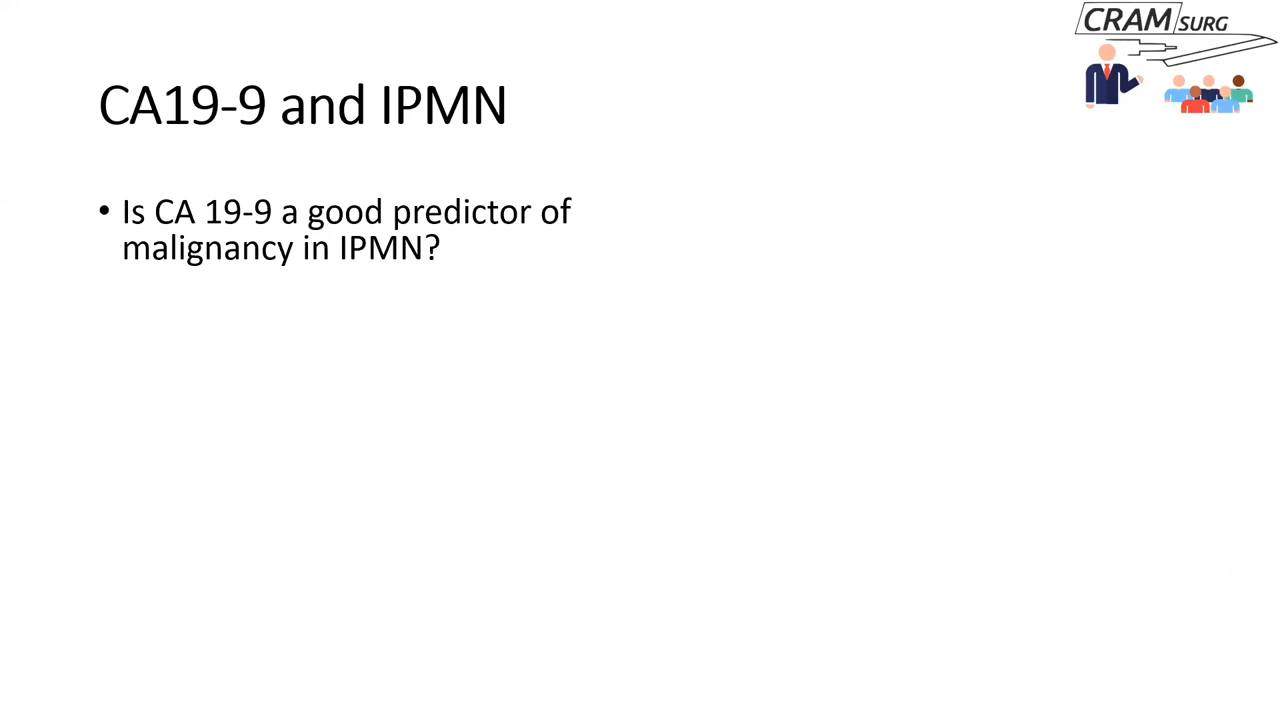 CRAM SURG
CA19-9 and IPMN
• Is CA 19-9 a good predictor of
malignancy in IPMN?